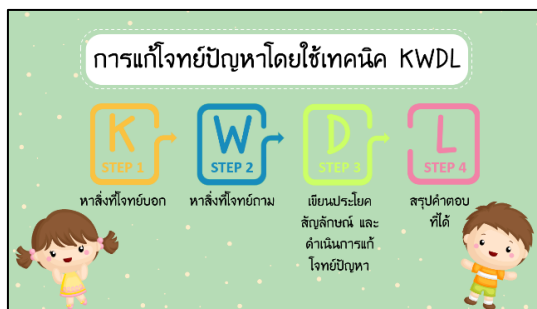 การแก้โจทย์ปัญหาโดยใช้เทคนิค KWDL
K
STEP 1
W
STEP 2
D
STEP 3
L
STEP 4
หาสิ่งที่โจทย์บอก
หาสิ่งที่โจทย์ถาม
เขียนประโยค
สัญลักษณ์ และ
ดำเนินการแก้
โจทย์ปัญหา
สรุปคำตอบ
ที่ได้